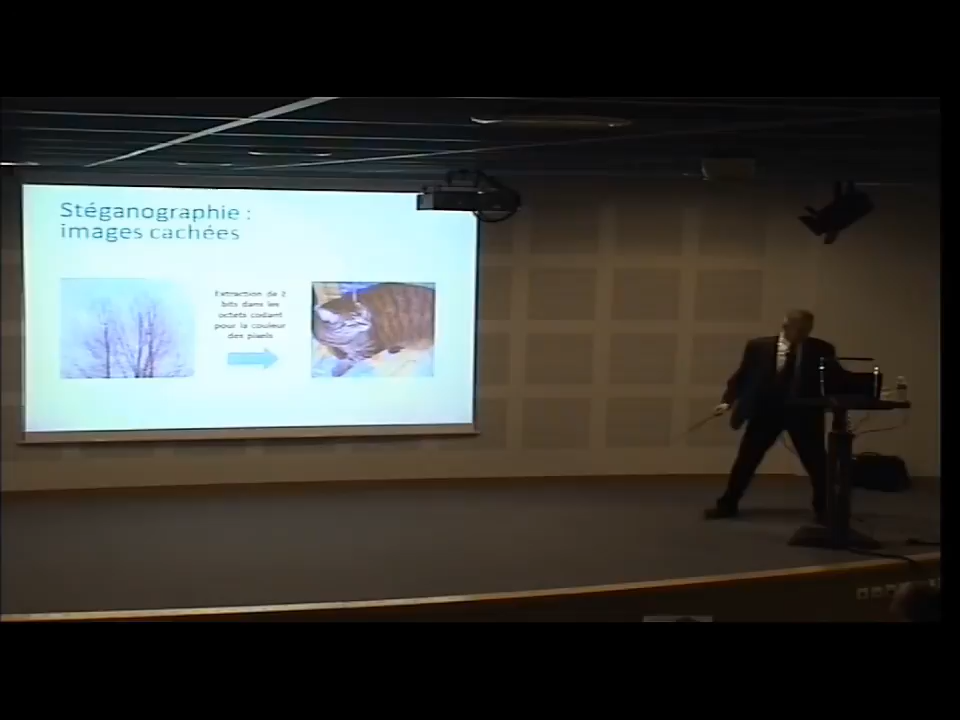 Stéganographie :
images cachées
Extraction de 2
bits dans les
octets codant
pour la couleur
des pixels